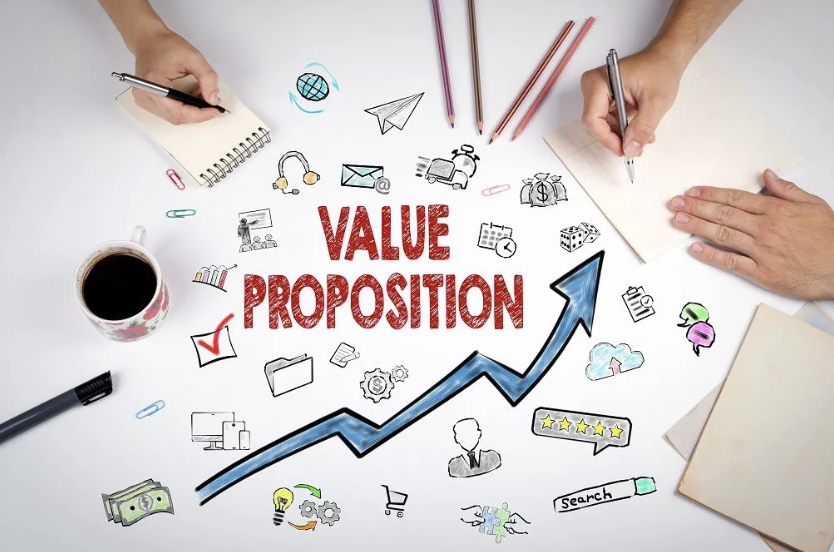 VALUE
PROPOSITION
@
$
$
$
search